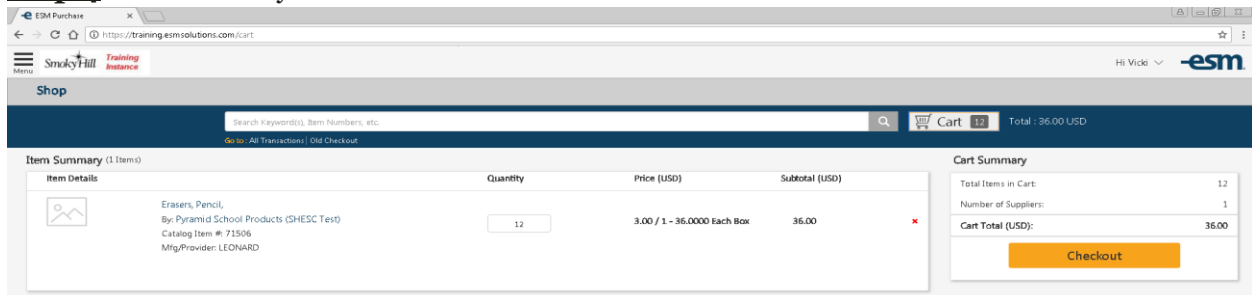 ESM Purchase
https://training.esmsolutions.com/cart
Menu
SmokyHill Training Instance
Hi Vicki
esm
Shop
Search Keyword(s), Item Numbers, etc.
Cart 12
Total : 36.00 USD
Go to : All Transactions | Old Checkout
Item Summary (1 Items)
Item Details Quantity Price (USD) Subtotal (USD)
Erasers, Pencil,
By: Pyramid School Products (SHESC Test)
Catalog Item #: 71506
Mfg/Provider: LEONARD
12 3.00 / 1 - 36.0000 Each Box 36.00
Cart Summary
Total Items in Cart: 12
Number of Suppliers: 1
Cart Total (USD): 36.00
Checkout